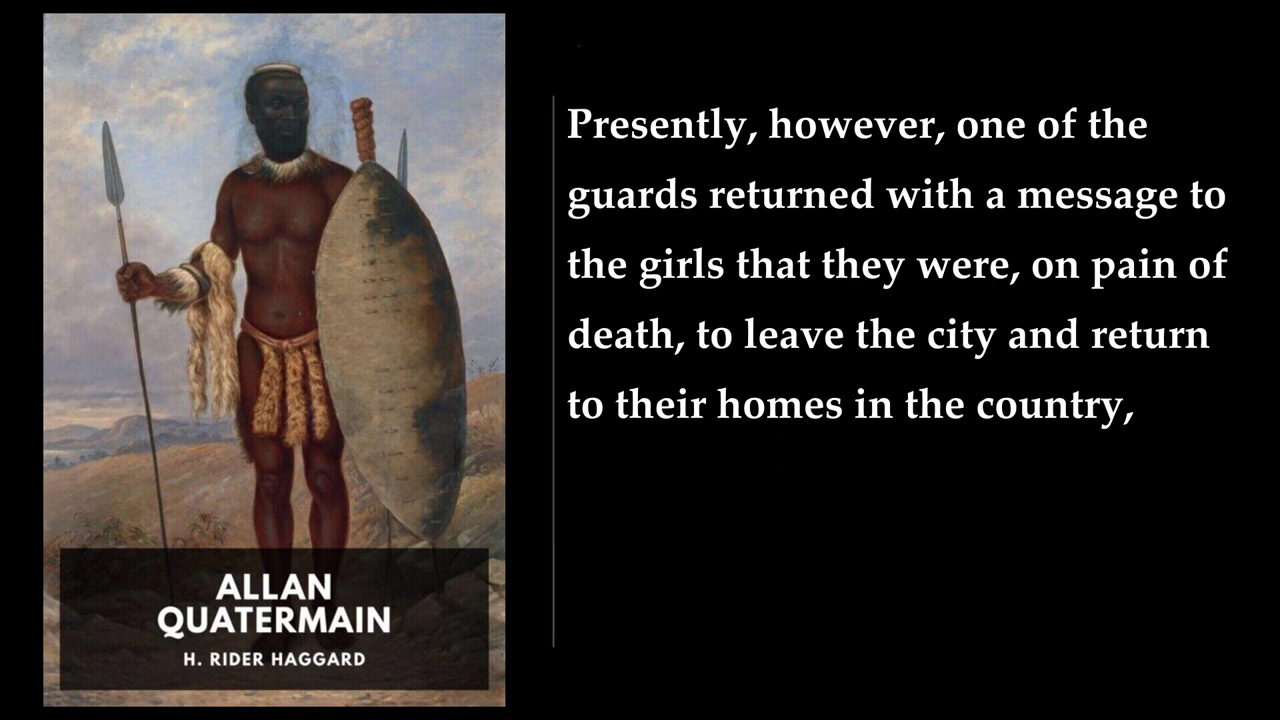 ALLAN
QUATERMAIN
H. RIDER HAGGARD
Presently, however, one of the
guards returned with a message to
the girls that they were, on pain of
death, to leave the city and return
to their homes in the country,